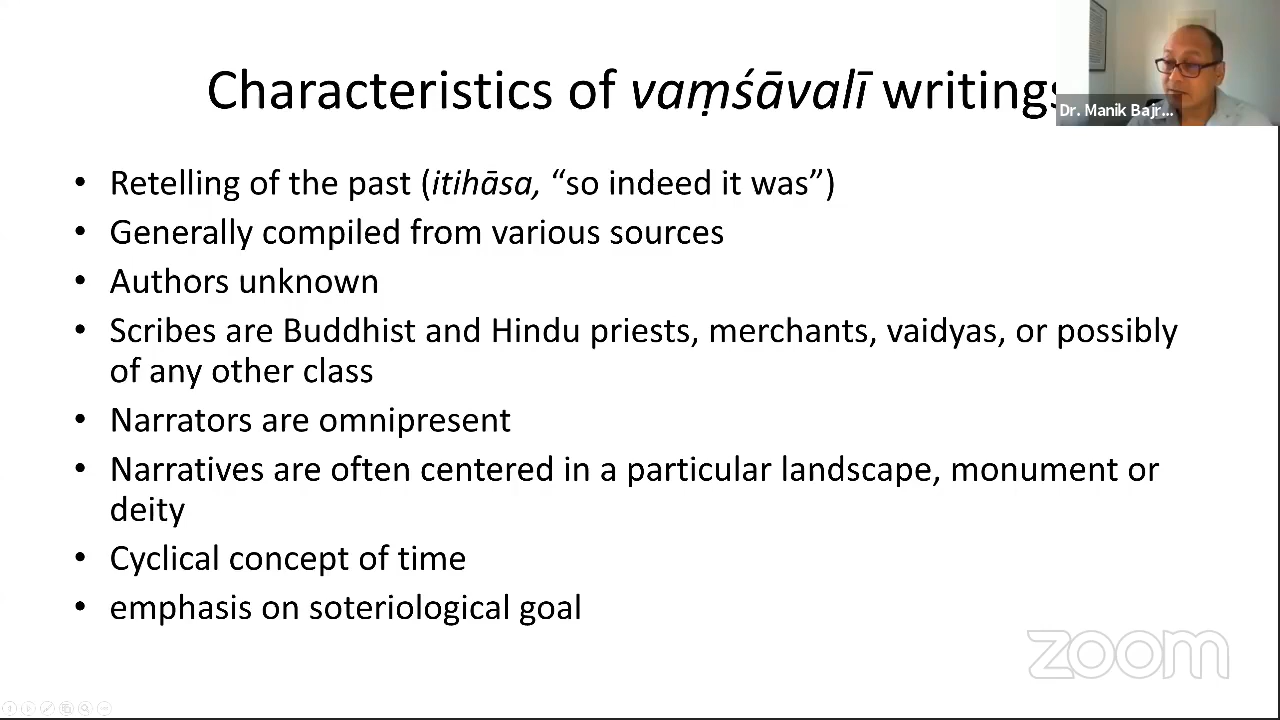 Characteristics of vaṃśāvalī writings
Dr. Manik Bajr...
• Retelling of the past (itihāsa, “so indeed it was”)
• Generally compiled from various sources
• Authors unknown
• Scribes are Buddhist and Hindu priests, merchants, vaidyas, or possibly
of any other class
• Narrators are omnipresent
• Narratives are often centered in a particular landscape, monument or
deity
• Cyclical concept of time
• emphasis on soteriological goal
zoom